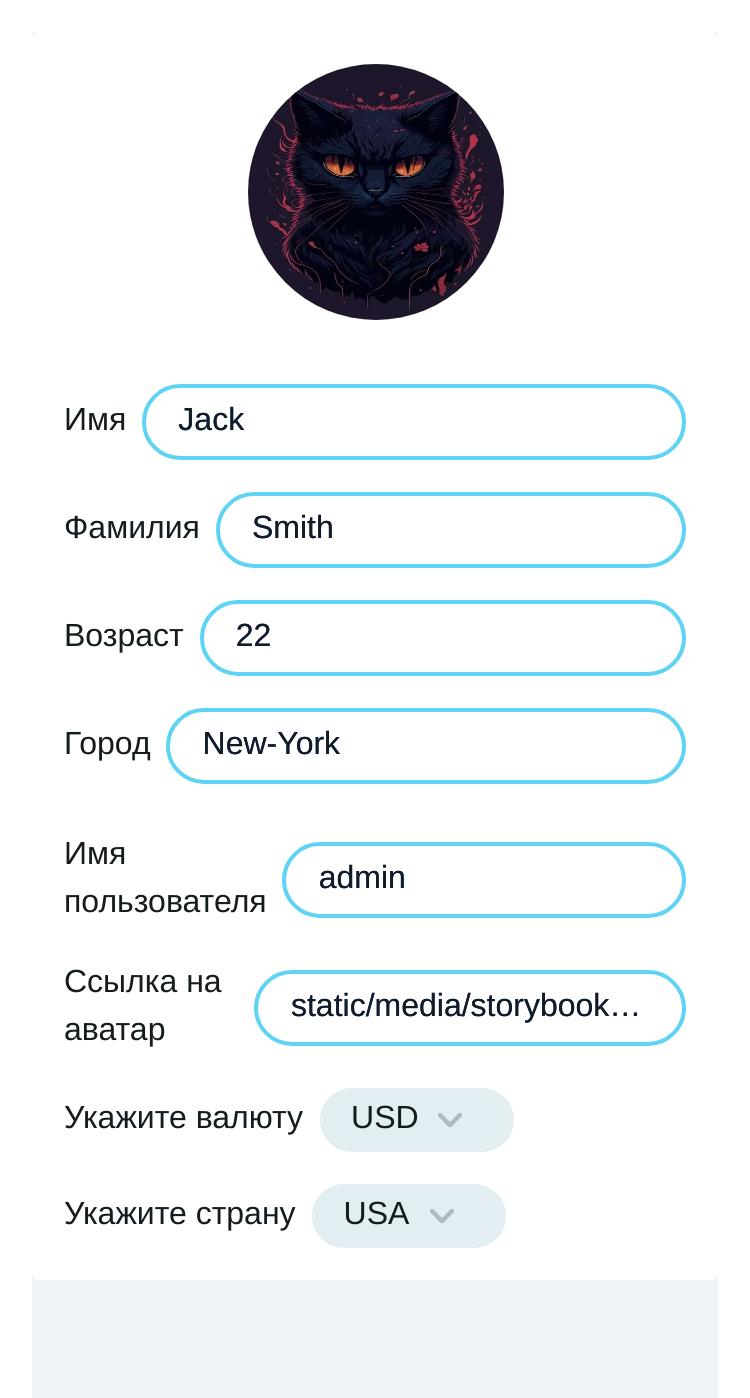 Имя Jack
Фамилия Smith
Возраст 22
Город New-York
Имя
пользователя admin
Ссылка на
аватар static/media/storybook…
Укажите валюту USD
Укажите страну USA